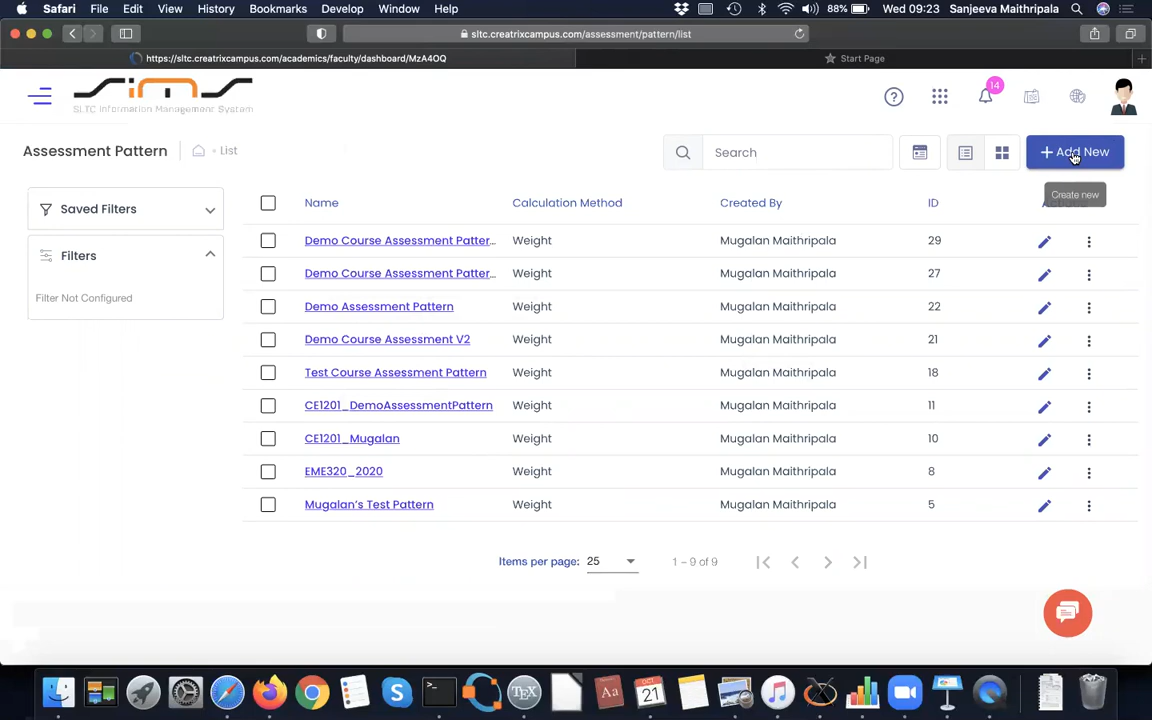 Safari File Edit View History Bookmarks Develop Window Help 88% Wed 09:23 Sanjeeva Maithripala
sltc.creatrixcampus.com/assessment/pattern/list
https://sltc.creatrixcampus.com/academics/faculty/dashboard/MzA4OQ Start Page
sims
SLTC Information Management System
14
Assessment Pattern List Search Add New
Create new
Saved Filters
Filters
Filter Not Configured
Name Calculation Method Created By ID
Demo Course Assessment Patter... Weight Mugalan Maithripala 29
Demo Course Assessment Patter... Weight Mugalan Maithripala 27
Demo Assessment Pattern Weight Mugalan Maithripala 22
Demo Course Assessment V2 Weight Mugalan Maithripala 21
Test Course Assessment Pattern Weight Mugalan Maithripala 18
CE1201_DemoAssessmentPattern Weight Mugalan Maithripala 11
CE1201_Mugalan Weight Mugalan Maithripala 10
EME320_2020 Weight Mugalan Maithripala 8
Mugalan's Test Pattern Weight Mugalan Maithripala 5
Items per page: 25 1 – 9 of 9
Aa TEX OCT 21